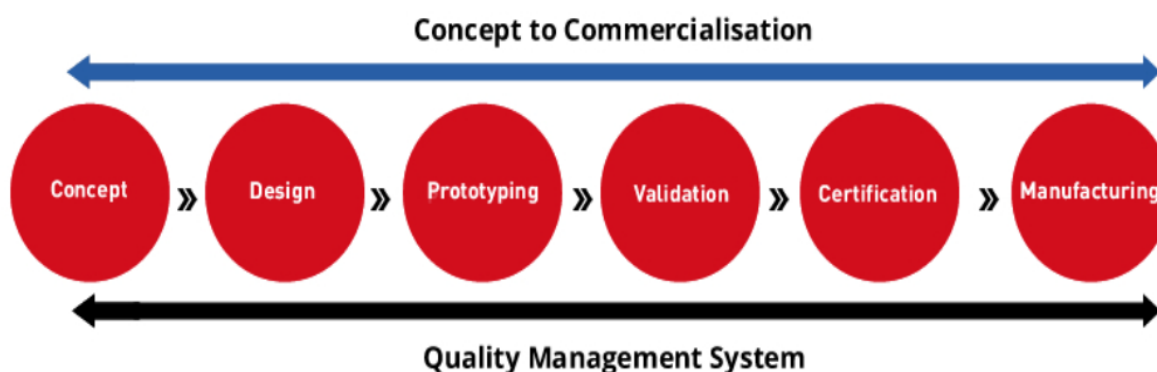 Concept to Commercialisation
Concept » Design » Prototyping » Validation » Certification » Manufacturing
Quality Management System